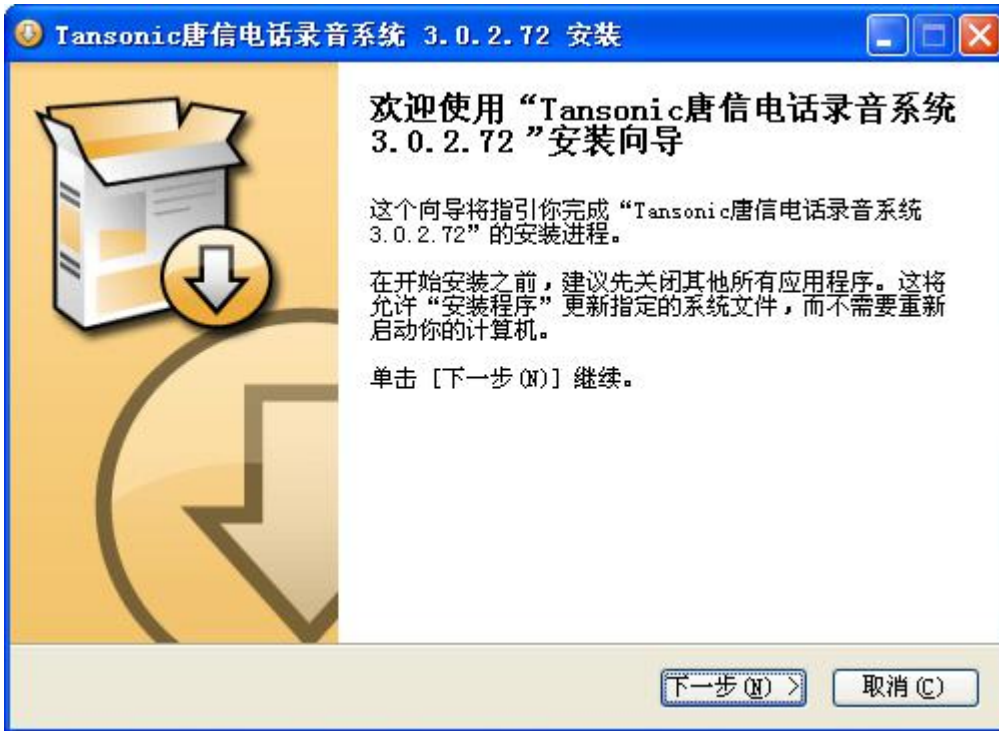 Tansonic唐信电话录音系统 3.0.2.72 安装
欢迎使用“Tansonic唐信电话录音系统
3.0.2.72”安装向导
这个向导将指引你完成“Tansonic唐信电话录音系统
3.0.2.72”的安装进程。
在开始安装之前，建议先关闭其他所有应用程序。这将
允许“安装程序”更新指定的系统文件，而不需要重新
启动你的计算机。
单击 [下一步(N)] 继续。
下一步(N) >
取消(C)